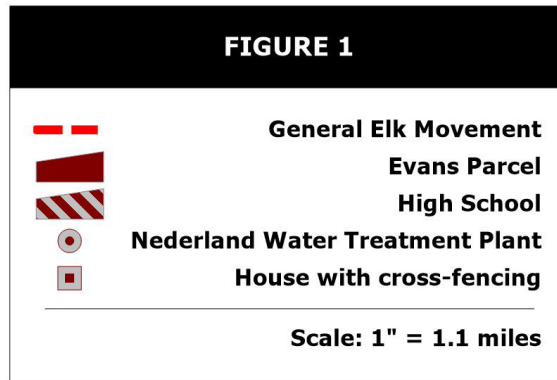 FIGURE 1
General Elk Movement
Evans Parcel
High School
Nederland Water Treatment Plant
House with cross-fencing
Scale: 1" = 1.1 miles